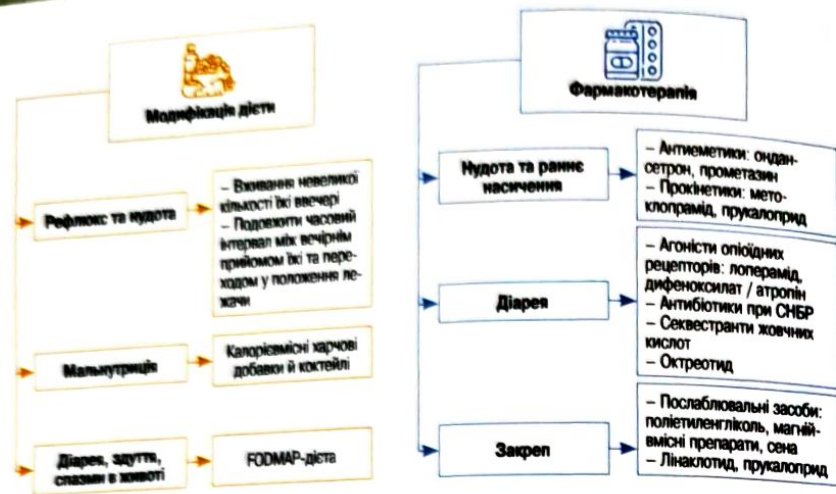 Модифікація дієти
Рефлюкс та нудота
– Вживання невеликої
кількості їжі ввечері
– Подовжити часовий
інтервал між вечірнім
прийомом їжі та пере-
ходом у положення ле-
жачи
Мальнутриція
Калорієвмісні харчові
добавки й коктейлі
Діарея, здуття,
спазми в животі
FODMAP-дієта
Фармакотерапія
Нудота та раннє
насичення
– Антиеметики: ондан-
сетрон, прометазин
– Прокінетики: мето-
клопрамід, прукалоприд
Діарея
– Агоністи опіоїдних
рецепторів: лоперамід,
дифеноксилат / атропін
– Антибіотики при СНБР
– Секвестранти жовчних
кислот
– Октреотид
Закреп
– Послаблювальні засоби:
поліетиленгліколь, магній-
вмісні препарати, сена
– Лінаклотид, прукалоприд